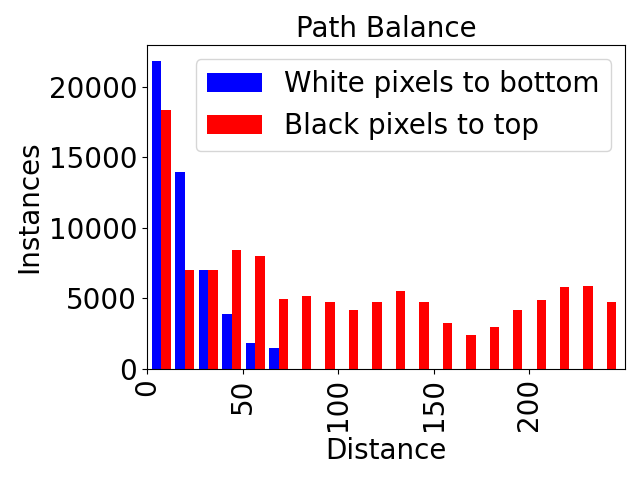 Path Balance
White pixels to bottom
Black pixels to top
Instances
20000
15000
10000
5000
0
0
50
100
150
200
Distance